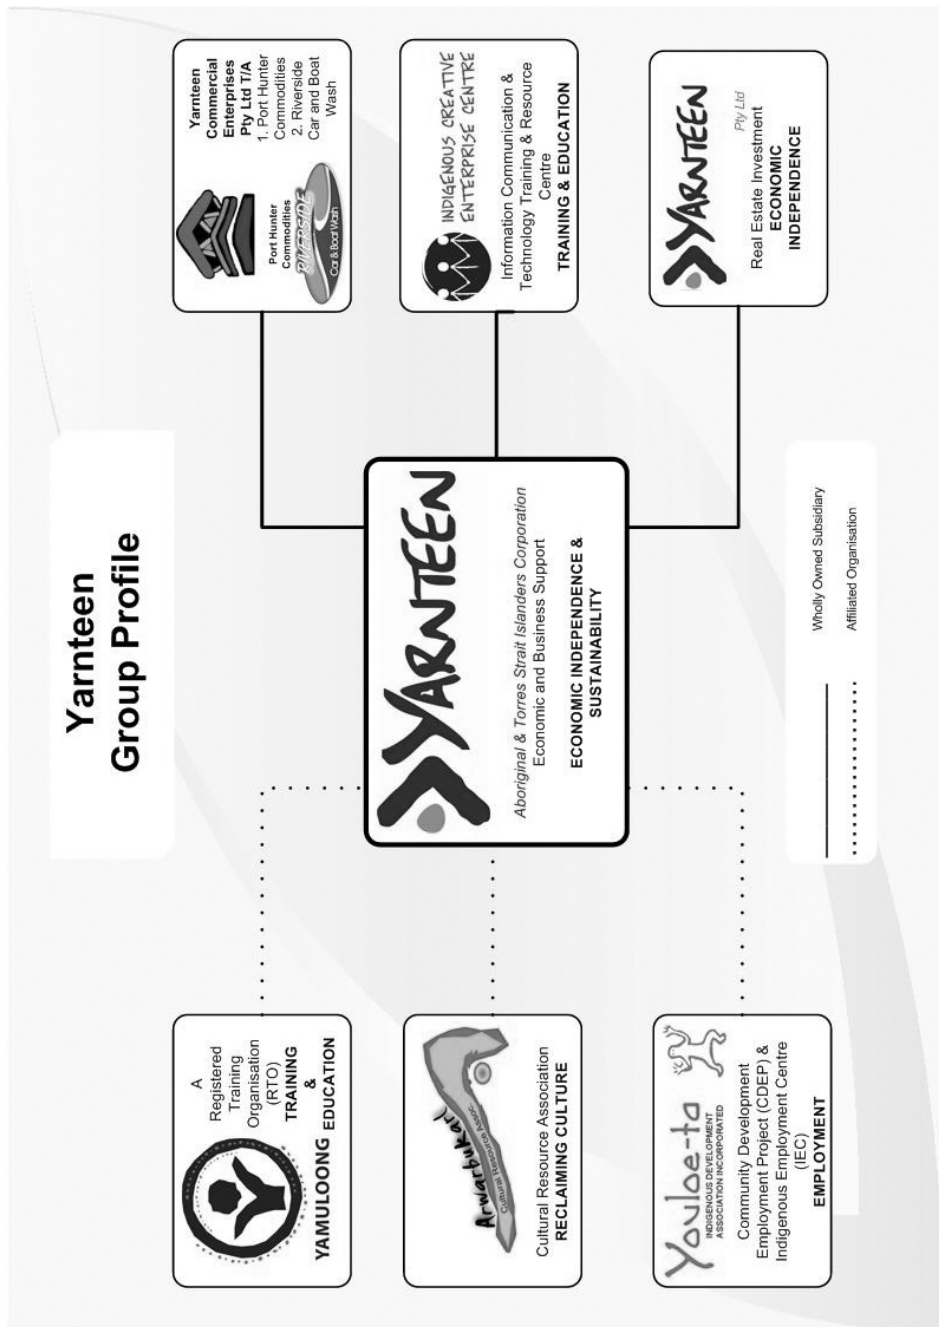 Yarnteen
Group Profile
YAMULOONG
A
Registered
Training
Organisation
(RTO)
TRAINING
&
EDUCATION
Port Hunter
Commodities
RIVERSIDE
Car & Boat Wash
Yarnteen
Commercial
Enterprises
Pty Ltd T/A
1. Port Hunter
Commodities
2. Riverside
Car and Boat
Wash
Arwarbukarl
Cultural Resource Assoc.
Cultural Resource Association
RECLAIMING CULTURE
YARNTEEN
Aboriginal & Torres Strait Islanders Corporation
Economic and Business Support
ECONOMIC INDEPENDENCE &
SUSTAINABILITY
INDIGENOUS CREATIVE
ENTERPRISE CENTRE
Information Communication &
Technology Training & Resource
Centre
TRAINING & EDUCATION
Youloe-ta
INDIGENOUS DEVELOPMENT
ASSOCIATION INCORPORATED
Community Development
Employment Project (CDEP) &
Indigenous Employment Centre
(IEC)
EMPLOYMENT
YARNTEEN
Pty Ltd
Real Estate Investment
ECONOMIC
INDEPENDENCE
Wholly Owned Subsidiary
Affiliated Organisation